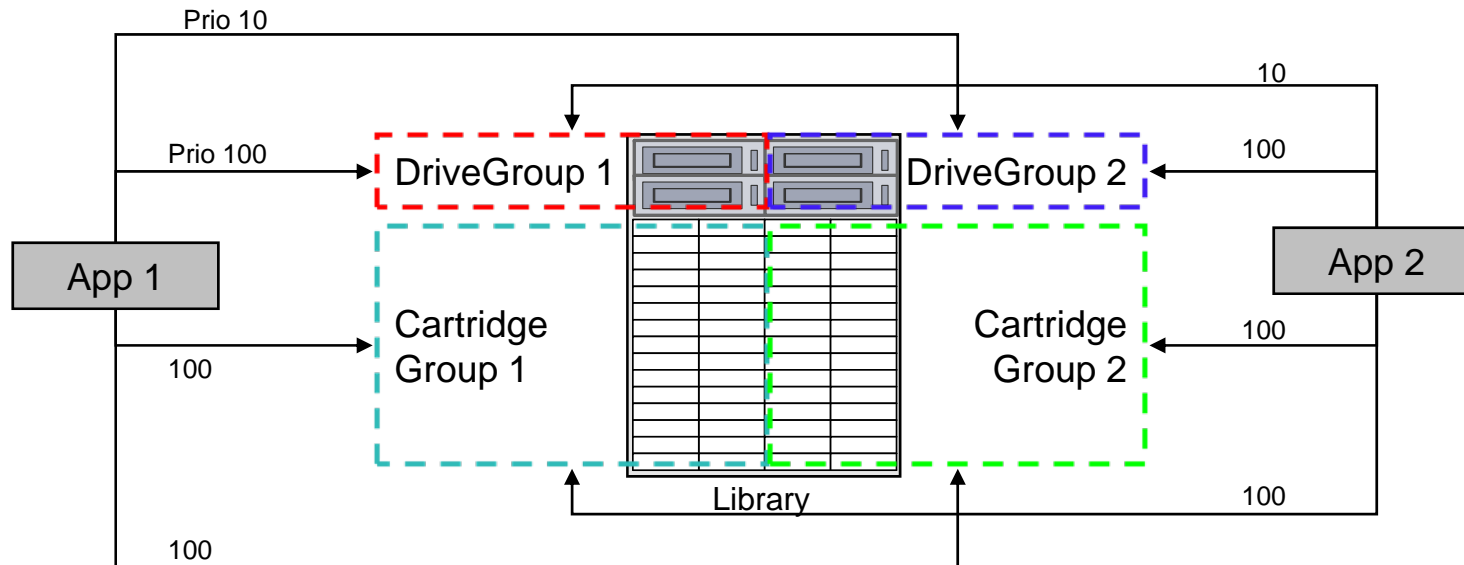 Prio 10
10
Prio 100
100
DriveGroup 1
DriveGroup 2
App 1
App 2
Cartridge
Group 1
Cartridge
Group 2
100
100
Library
100
100